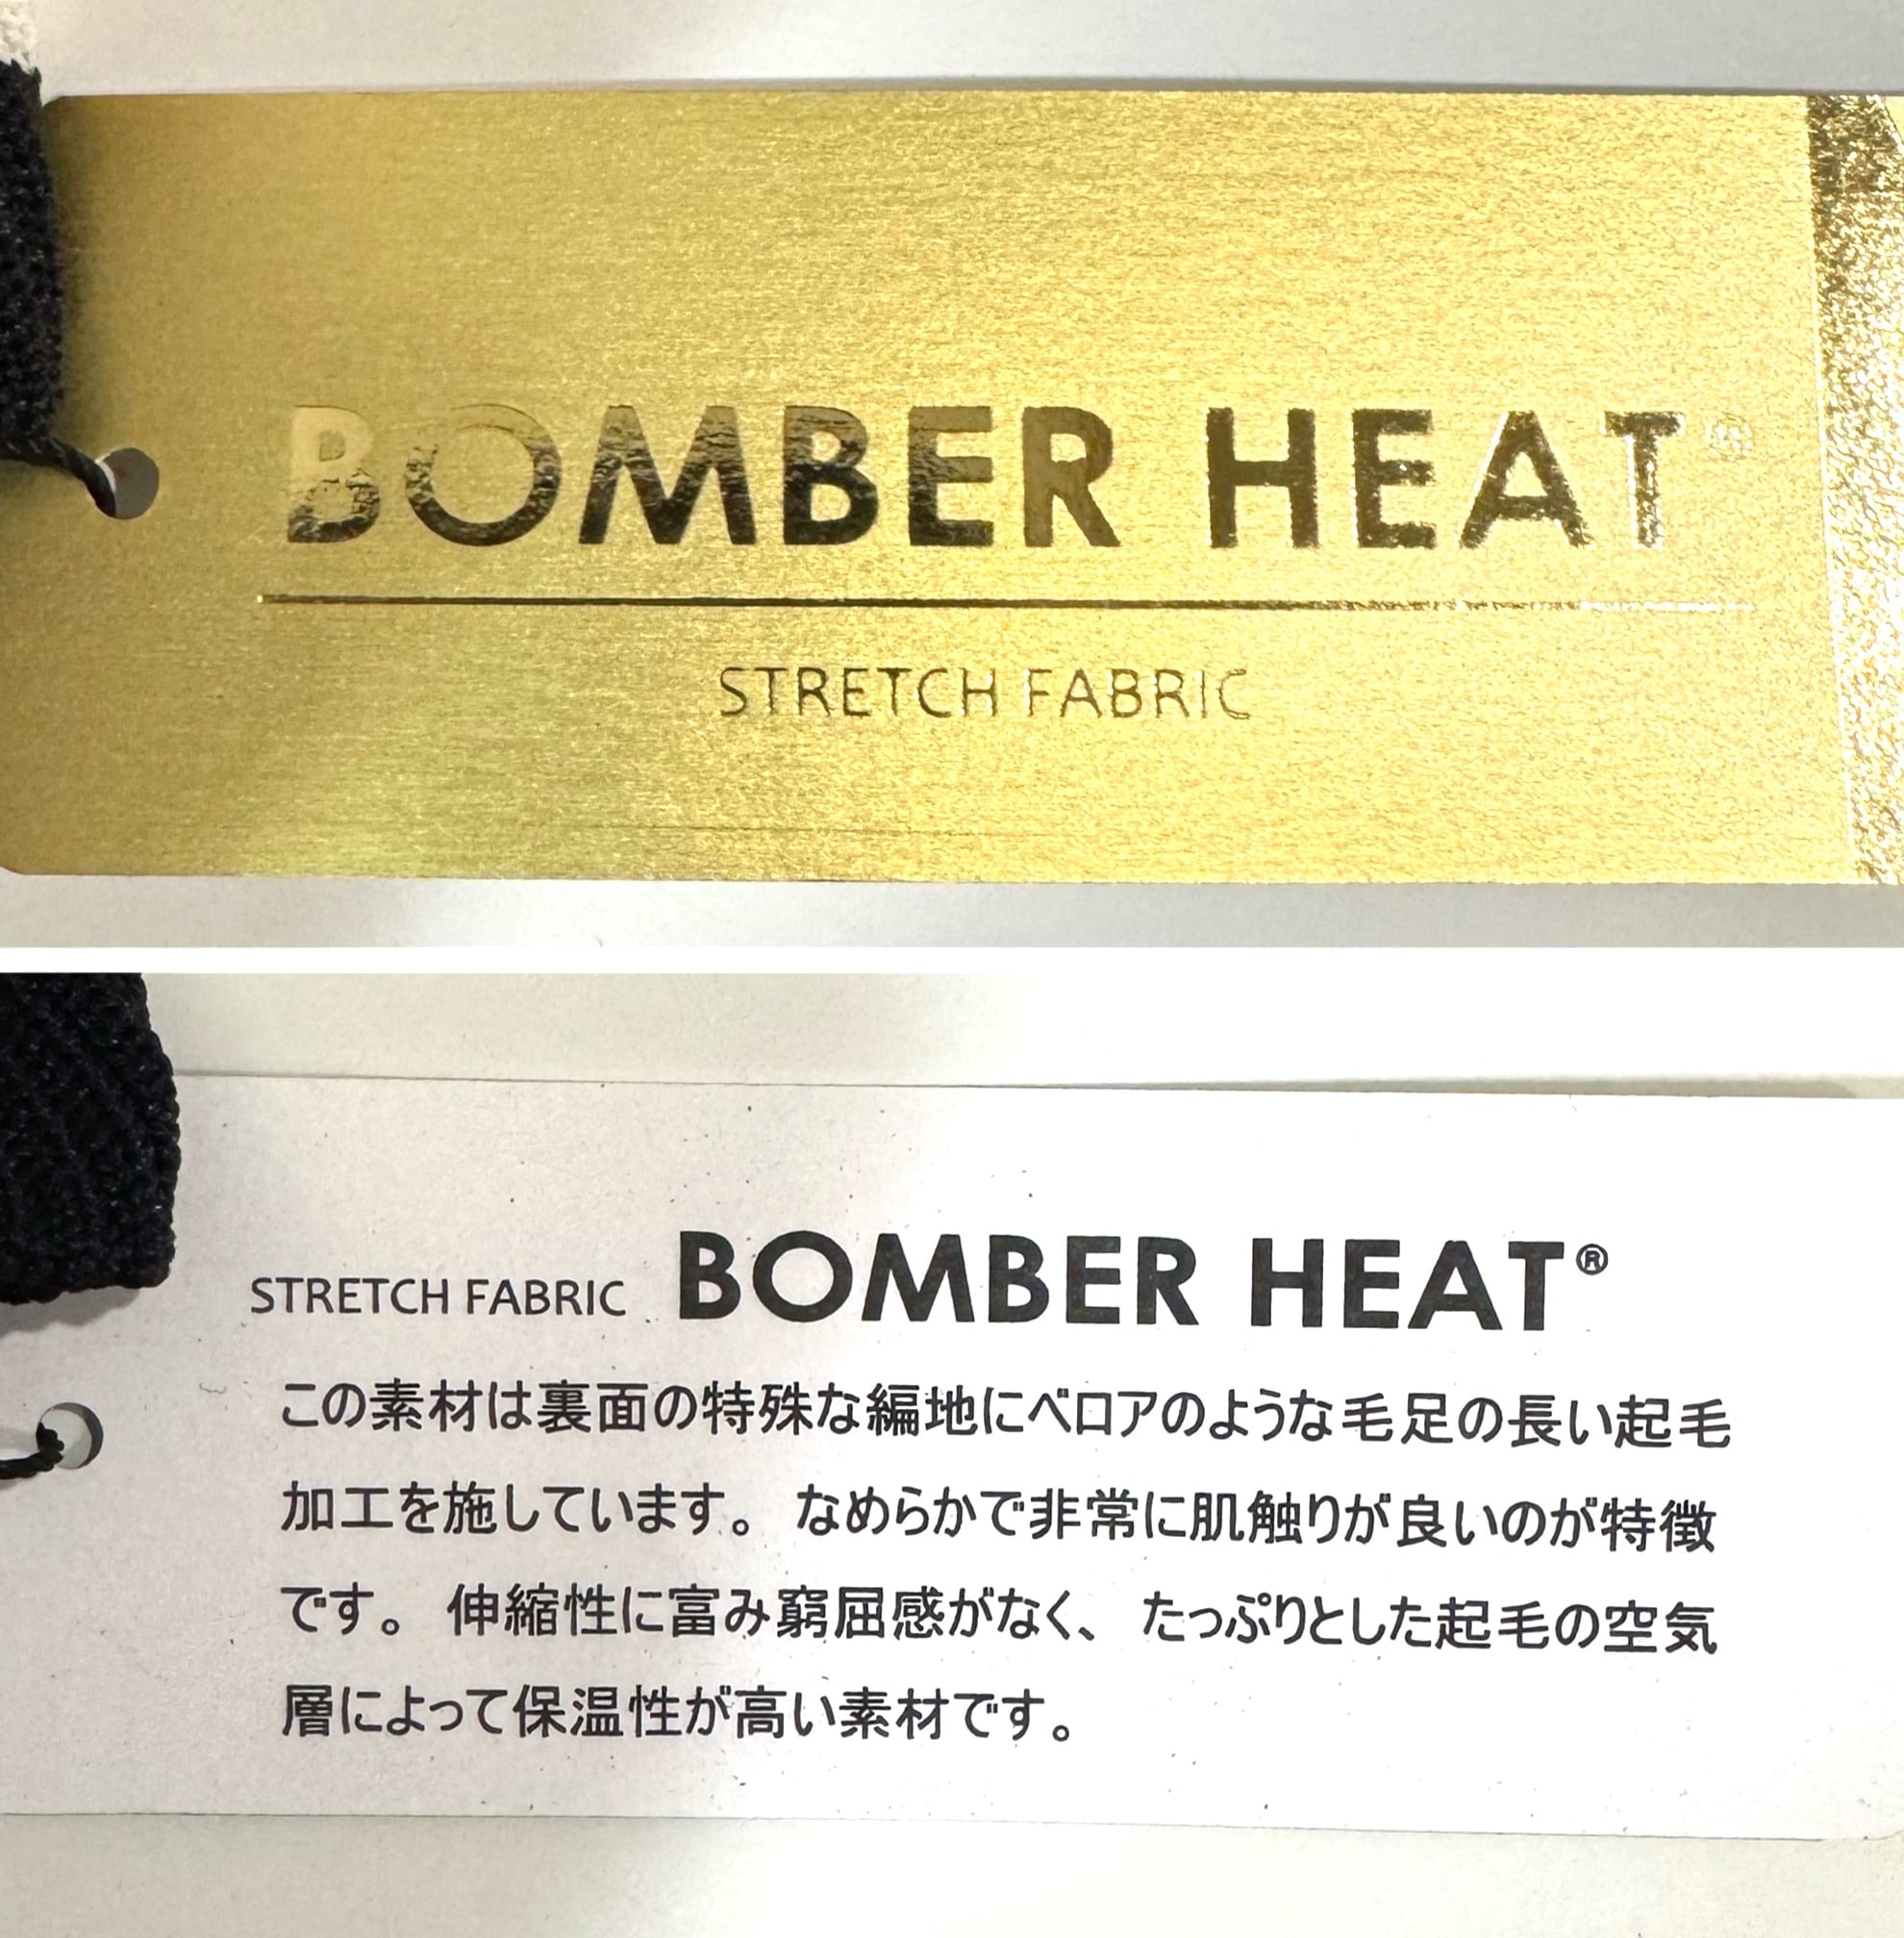 BOMBER HEAT®
STRETCH FABRIC
STRETCH FABRIC BOMBER HEAT®
この素材は裏面の特殊な編地にベロアのような毛足の長い起毛
加工を施しています。なめらかで非常に肌触りが良いのが特徴
です。伸縮性に富み窮屈感がなく、たっぷりとした起毛の空気
層によって保温性が高い素材です。